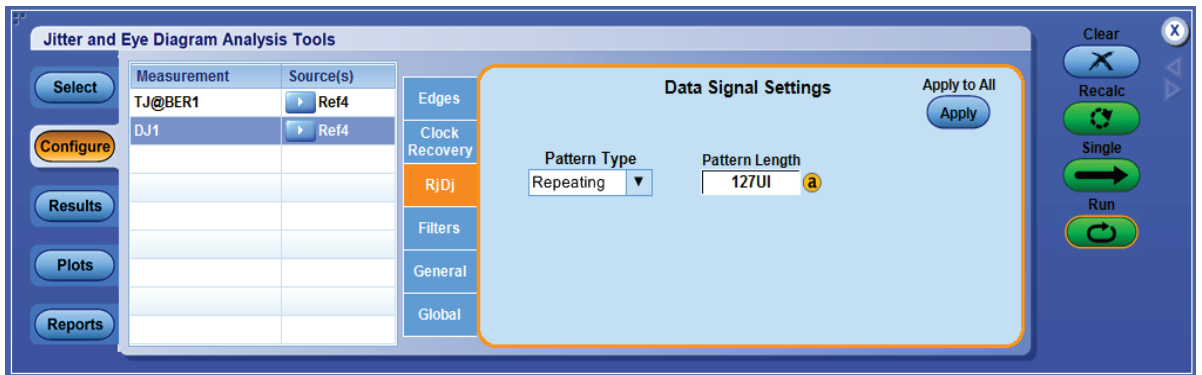 Jitter and Eye Diagram Analysis Tools
Select
Configure
Results
Plots
Reports
Measurement Source(s)
TJ@BER1 Ref4
DJ1 Ref4
Edges
Clock
Recovery
RjDj
Filters
General
Global
Data Signal Settings
Apply to All
Apply
Pattern Type Pattern Length
Repeating 127UI a
Clear
X
Recalc
Single
Run